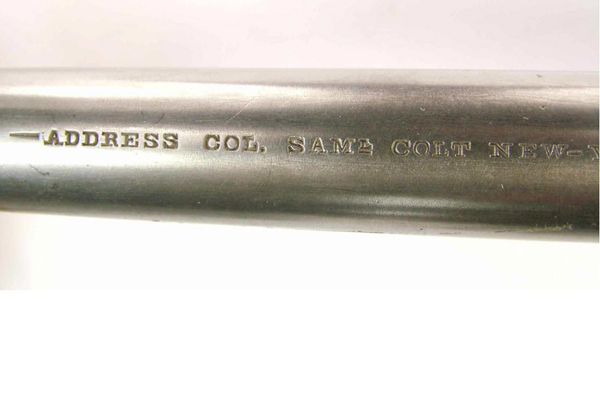 —ADDRESS COL. SAMᴸ COLT NEW-Y